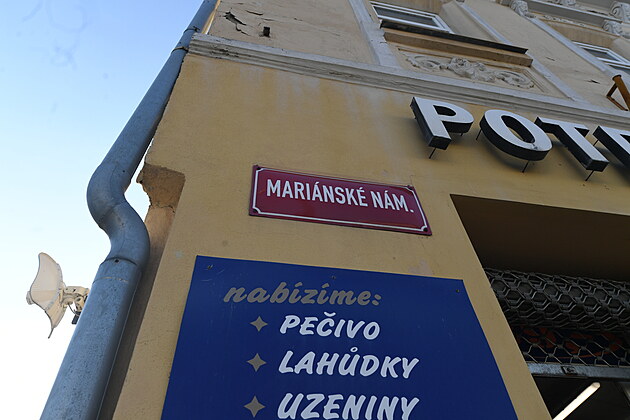 POT
MARIÁNSKÉ NÁM.
nabízíme:
PEČIVO
LAHŮDKY
UZENINY